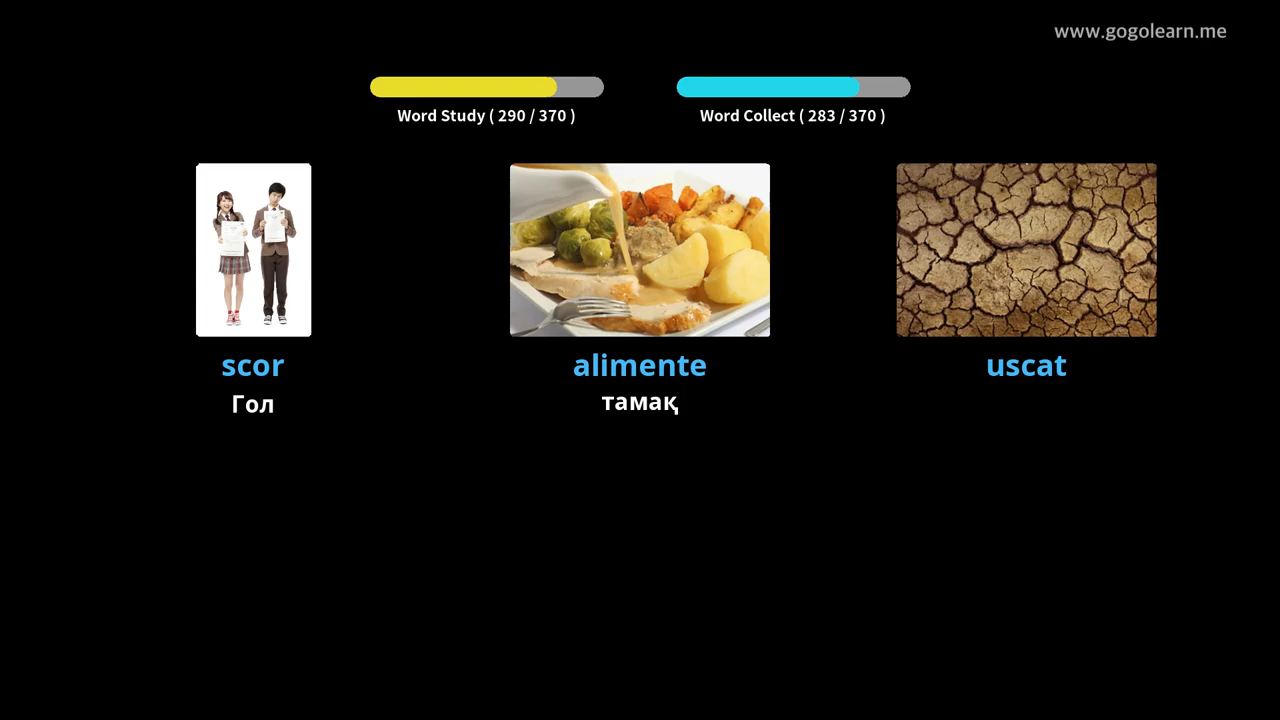 www.gogolearn.me
Word Study ( 290 / 370 )
Word Collect ( 283 / 370 )
scor
Гол
alimente
тамақ
uscat